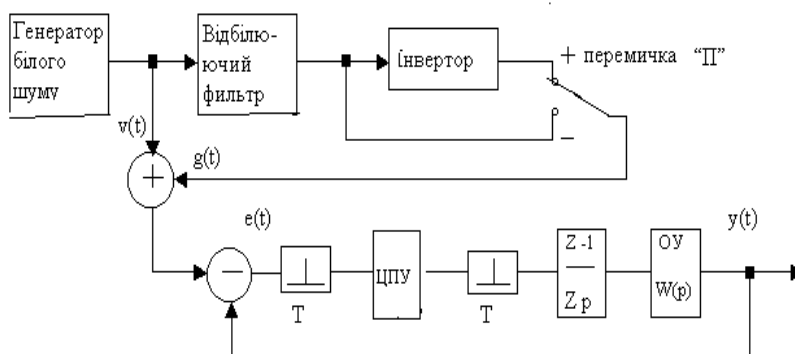 Генератор
білого
шуму
Відбілю-
ючий
фильтр
інвертор
+ перемичка “П”
−
v(t)
g(t)
+
e(t)
y(t)
−
T
ЦПУ
T
Z -1
Z p
ОУ
W(p)